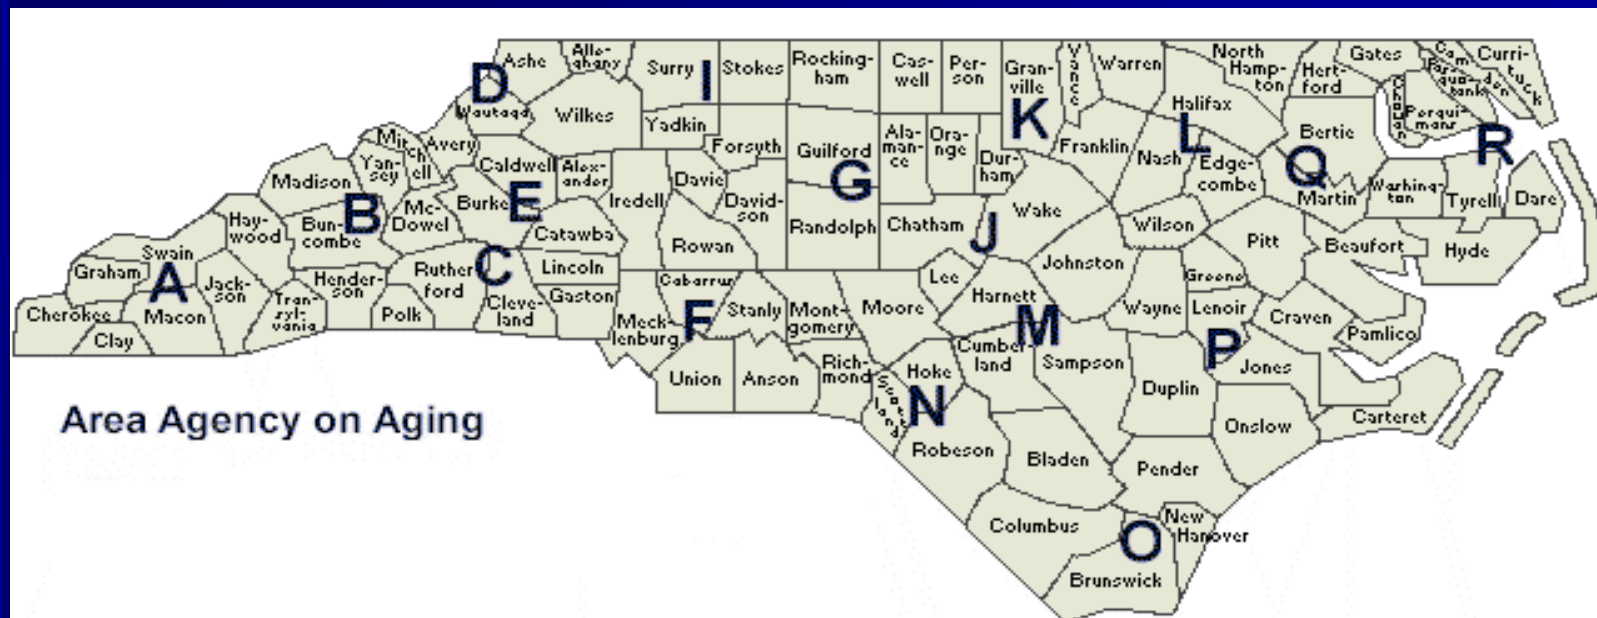 Ashe
Alle-
ghany
Surry
I
Stokes
Rocking-
ham
Cas-
well
Per-
son
Gran-
ville
Vance
Warren
North
Hamp-
ton
Hert-
ford
Gates
Curri-
tuck
D
Wilkes
Yadkin
Forsyth
Guilford
G
Ala-
man-
ce
Ora-
nge
Dur-
ham
K
Franklin
Halifax
L
Nash
Edge-
combe
Bertie
Q
Martin
Perqui-
mans
R
Washing-
ton
Tyrell
Dare
Mitch
ell
Avery
Caldwell
Alex-
ander
Iredell
Davie
David-
son
Randolph
Chatham
J
Wake
Wilson
Pitt
Beaufort
Hyde
Madison
Yan-
sey
B
Bun-
combe
Mc-
Dowel
Burke
E
Catawba
Rowan
Lee
Johnston
Greene
Hay-
wood
Swain
Graham
A
Jack-
son
Hender-
son
Ruther
ford
C
Lincoln
Cabarrus
F
Stanly
Mont-
gomery
Moore
Harnett
M
Wayne
Lenoir
P
Craven
Pamlico
Cherokee
Clay
Macon
Tran-
syl-
vania
Polk
Cleve-
land
Gaston
Meck-
lenburg
Union
Anson
Rich-
mond
Scotland
Hoke
N
Cumber-
land
Sampson
Duplin
Jones
Onslow
Carteret
Robeson
Bladen
Pender
Columbus
O
New
Hanover
Brunswick
Area Agency on Aging